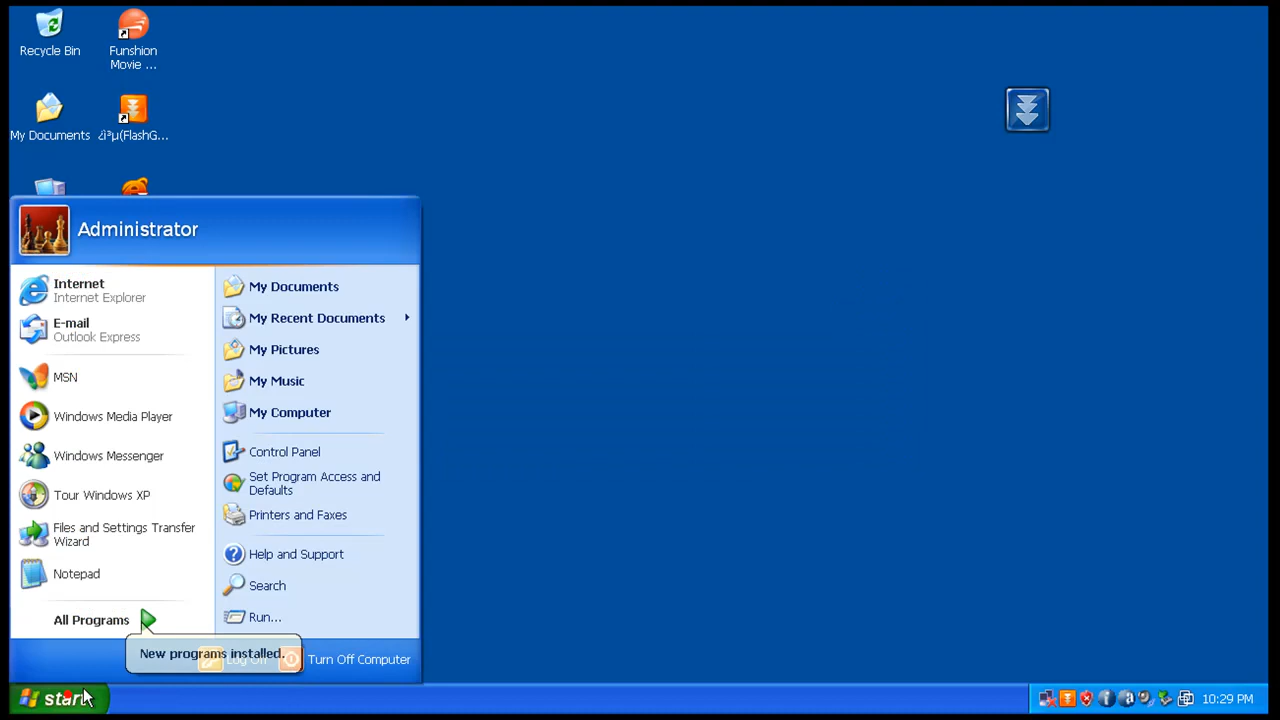 Recycle Bin
Funshion
Movie ...
My Documents
¿ì³µ(FlashG...
Administrator
Internet
Internet Explorer
E-mail
Outlook Express
MSN
Windows Media Player
Windows Messenger
Tour Windows XP
Files and Settings Transfer
Wizard
Notepad
All Programs
My Documents
My Recent Documents
My Pictures
My Music
My Computer
Control Panel
Set Program Access and
Defaults
Printers and Faxes
Help and Support
Search
Run...
New programs installed.
Log Off
Turn Off Computer
start
10:29 PM